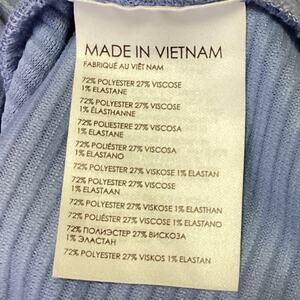 MADE IN VIETNAM
FABRIQUÉ AU VIÊT NAM
72% POLYESTER 27% VISCOSE
1% ELASTANE
72% POLYESTER 27% VISCOSE
1% ÉLASTHANNE
72% POLIESTERE 27% VISCOSA
1% ELASTANO
72% POLIÉSTER 27% VISCOSA
1% ELASTANO
72% POLYESTER 27% VISKOSE 1% ELASTAN
72% POLYESTER 27% VISCOSE
1% ELASTAAN
72% POLYESTER 27% VISKOSE 1% ELASTHAN
72% POLIÉSTER 27% VISCOSE 1% ELASTANO
72% ПОЛИЭСТЕР 27% ВИСКОЗА
1% ЭЛАСТАН
72% POLYESTER 27% VISKOS 1% ELASTAN